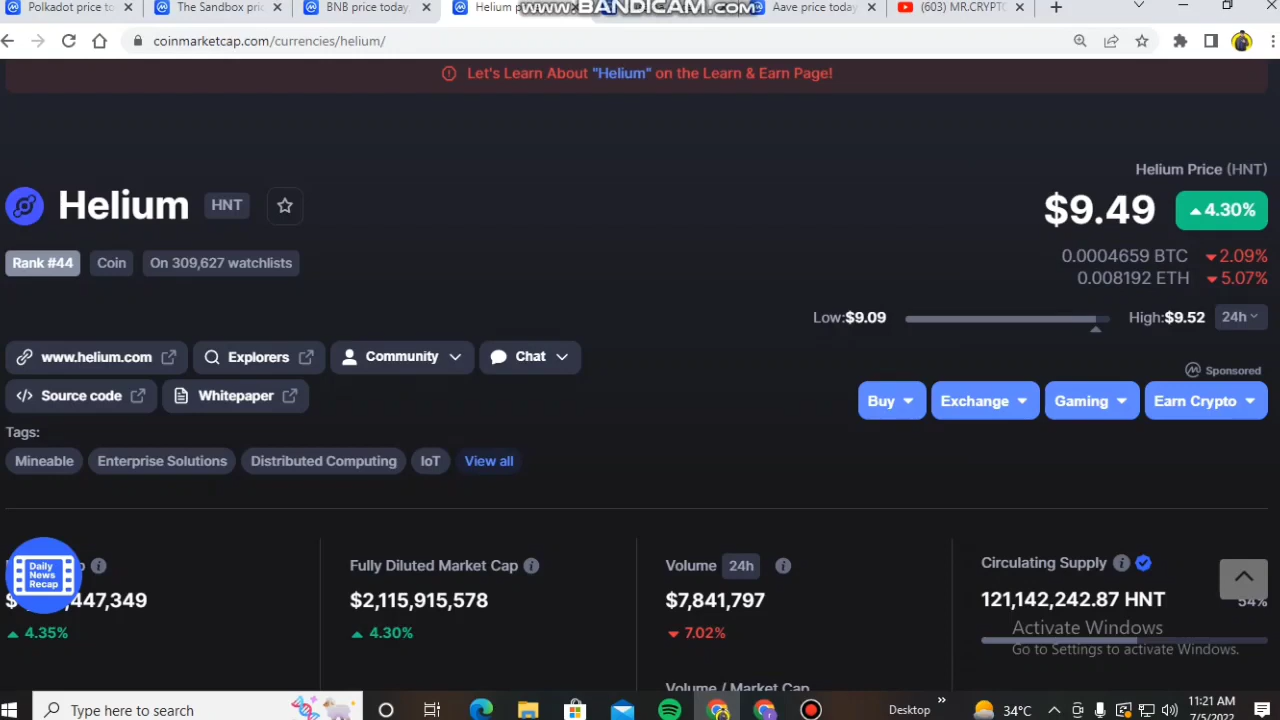 Polkadot price to
The Sandbox pric
BNB price today,
Helium p
www.BANDICAM.com
Aave price today
(603) MR.CRYPTO
coinmarketcap.com/currencies/helium/
Let's Learn About "Helium" on the Learn & Earn Page!
Helium Price (HNT)
Helium HNT
$9.49 4.30%
Rank #44 Coin On 309,627 watchlists
0.0004659 BTC 2.09%
0.008192 ETH 5.07%
Low:$9.09 High:$9.52 24h
www.helium.com Explorers Community Chat
Sponsored
Source code Whitepaper
Buy Exchange Gaming Earn Crypto
Tags:
Mineable Enterprise Solutions Distributed Computing IoT View all
Daily
News
Recap
Fully Diluted Market Cap
Volume 24h
Circulating Supply
447,349
$2,115,915,578
$7,841,797
121,142,242.87 HNT
54%
4.35%
4.30%
7.02%
Activate Windows
Go to Settings to activate Windows.
Volume / Market Cap
Type here to search
Desktop
34°C
11:21 AM
7/5/2022